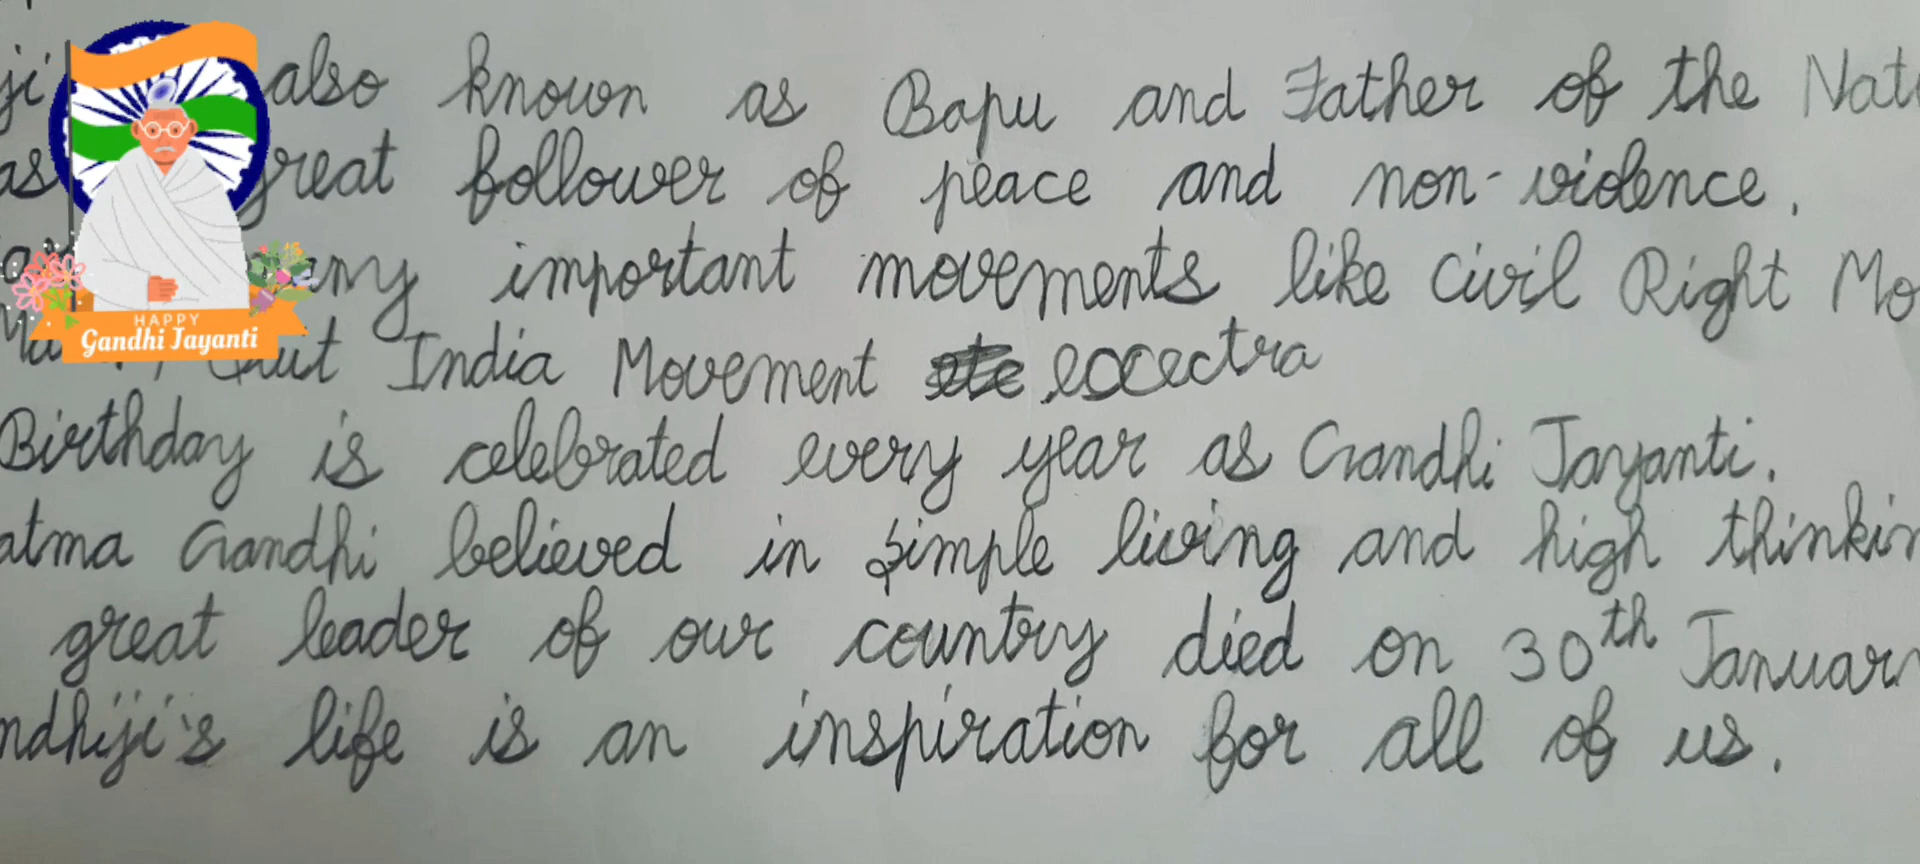 ji also known as Bapu and Father of the Nat
as great follower of peace and non-violence.
important movements like Civil Right Mo
India Movement eccectra
Birthday is celebrated every year as Gandhi Jayanti.
atma Gandhi believed in simple living and high thinkin
great leader of our country died on 30th Januar
ndhiji's life is an inspiration for all of us.
HAPPY
Gandhi Jayanti